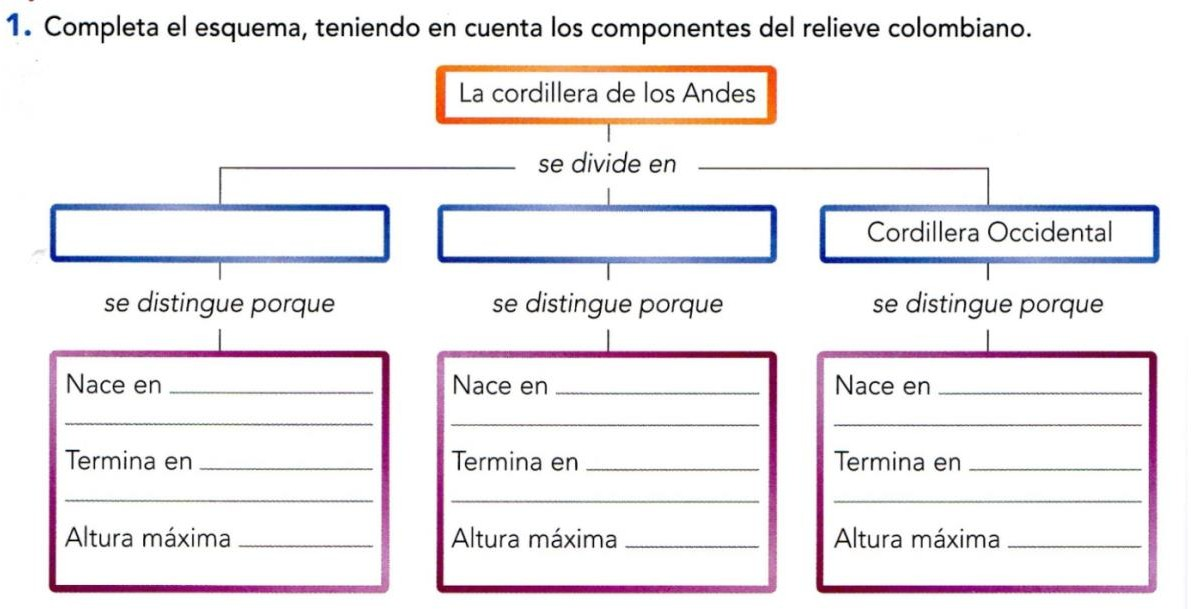 1. Completa el esquema, teniendo en cuenta los componentes del relieve colombiano.
La cordillera de los Andes
se divide en
Cordillera Occidental
se distingue porque
se distingue porque
se distingue porque
Nace en
Termina en
Altura máxima
Nace en
Termina en
Altura máxima
Nace en
Termina en
Altura máxima